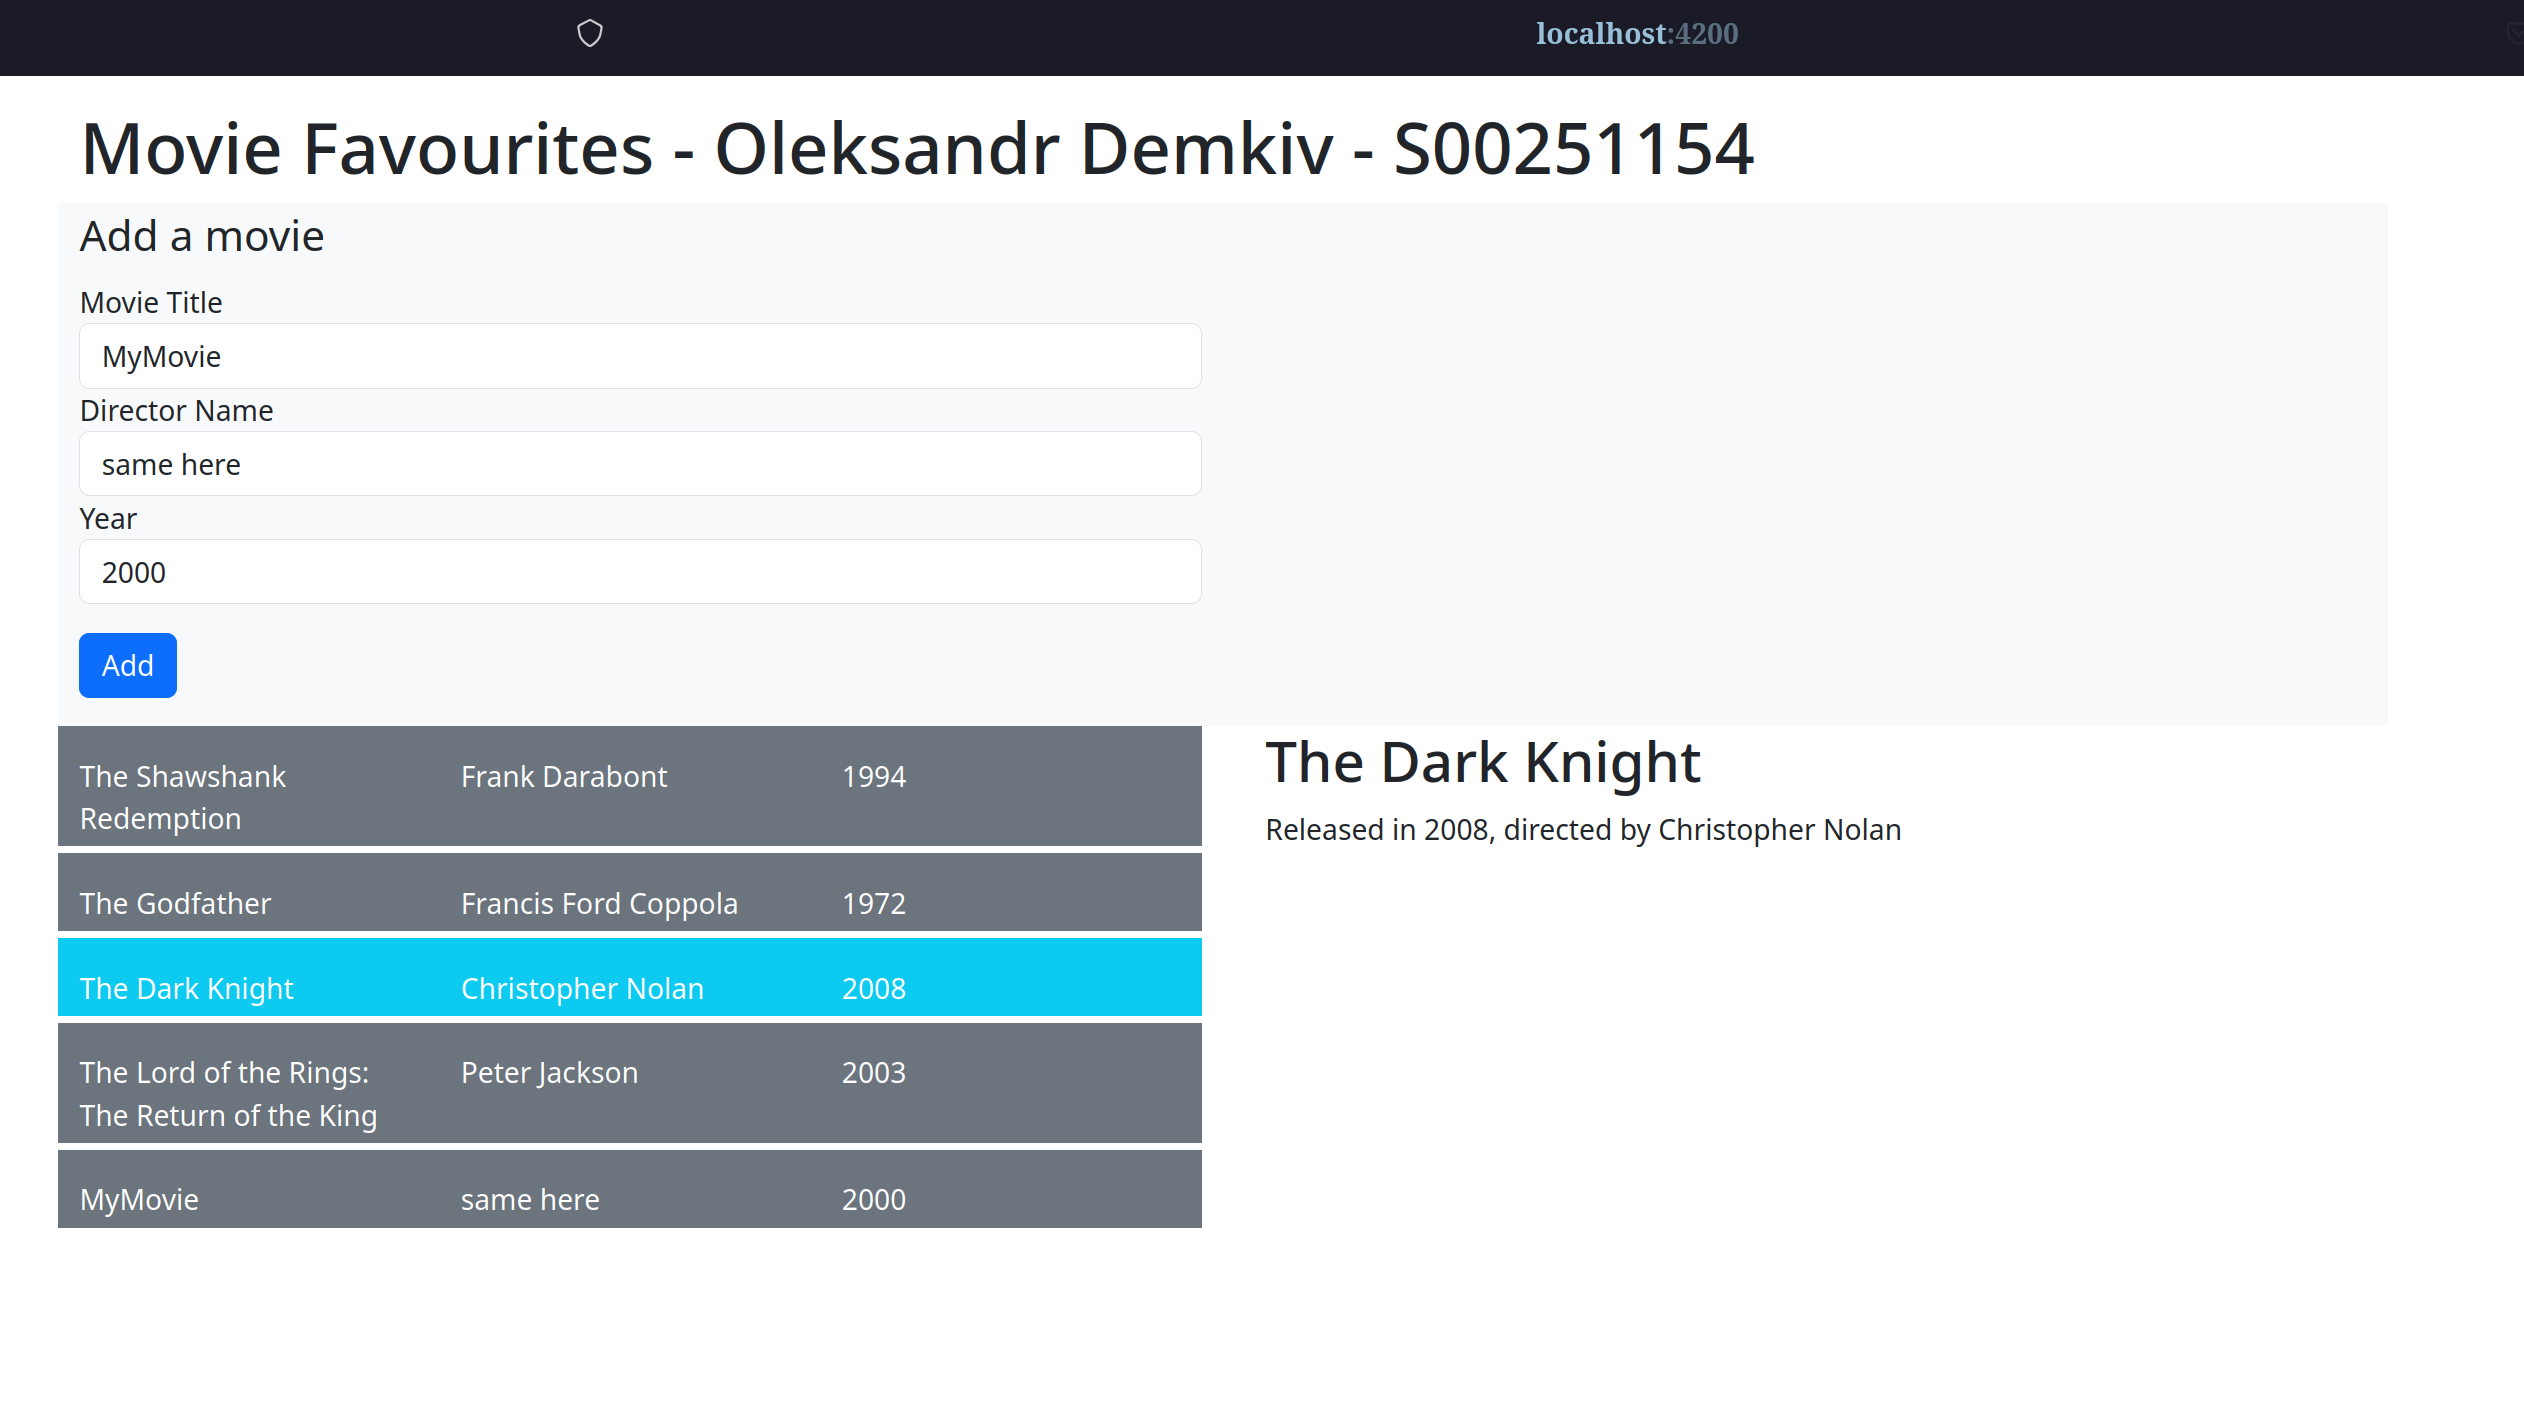 localhost:4200
Movie Favourites - Oleksandr Demkiv - S00251154
Add a movie
Movie Title
MyMovie
Director Name
same here
Year
2000
Add
The Shawshank Redemption
Frank Darabont
1994
The Godfather
Francis Ford Coppola
1972
The Dark Knight
Christopher Nolan
2008
The Lord of the Rings:
The Return of the King
Peter Jackson
2003
MyMovie
same here
2000
The Dark Knight
Released in 2008, directed by Christopher Nolan